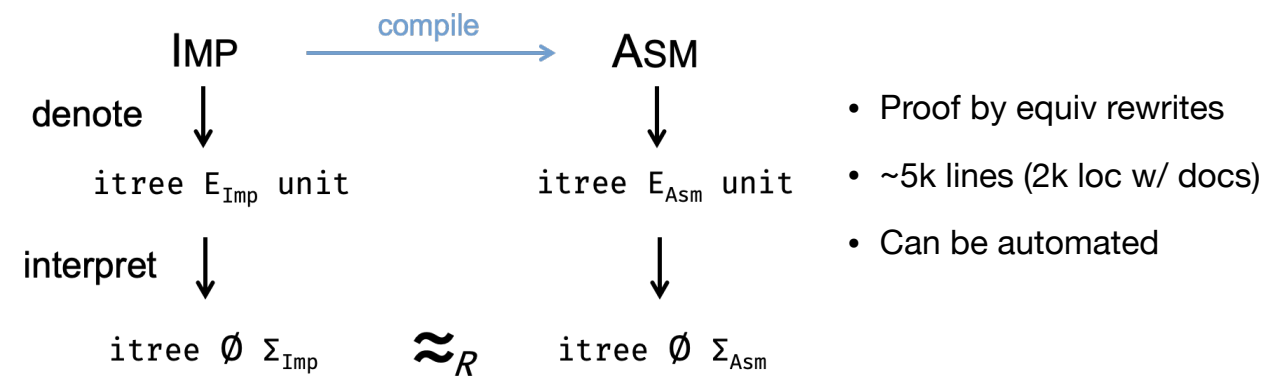 compile
IMP
ASM
denote
itree E_Imp unit
itree E_Asm unit
interpret
itree Ø Σ_Imp
≈_R
itree Ø Σ_Asm
• Proof by equiv rewrites
• ~5k lines (2k loc w/ docs)
• Can be automated